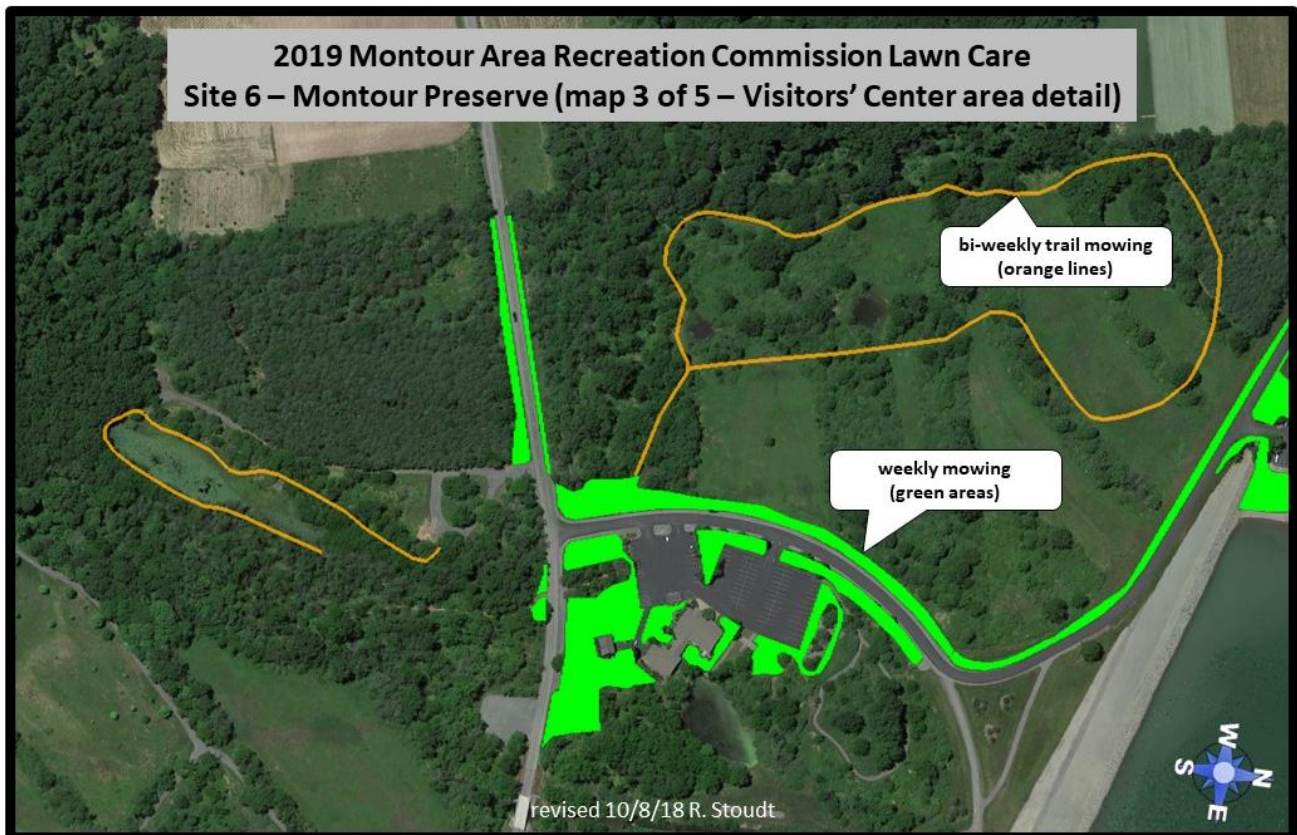 2019 Montour Area Recreation Commission Lawn Care
Site 6 – Montour Preserve (map 3 of 5 – Visitors’ Center area detail)
bi-weekly trail mowing
(orange lines)
weekly mowing
(green areas)
W
N
S
E
revised 10/8/18 R. Stoudt